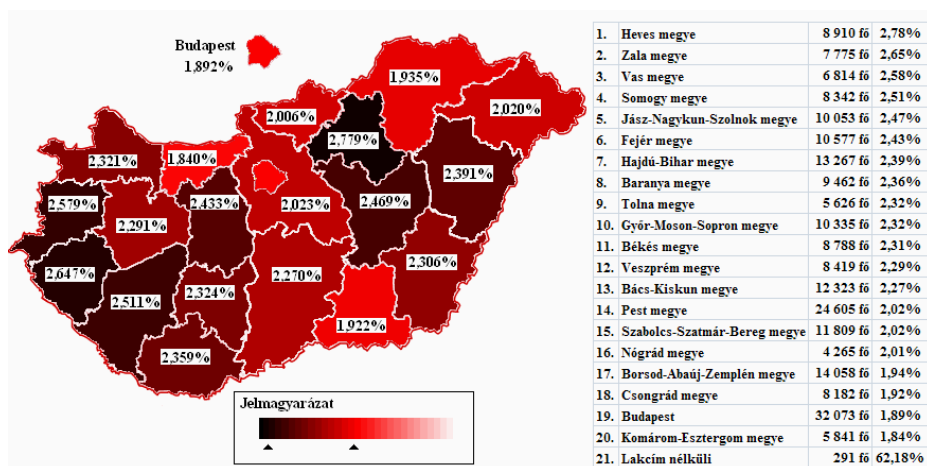 Budapest
1,892%
1,935%
2,020%
2,006%
2,779%
2,321%
1,840%
2,391%
2,579%
2,433%
2,023%
2,469%
2,291%
2,306%
2,647%
2,270%
2,511%
2,324%
1,922%
2,359%
Jelmagyarázat
1. Heves megye 8 910 fő 2,78%
2. Zala megye 7 775 fő 2,65%
3. Vas megye 6 814 fő 2,58%
4. Somogy megye 8 342 fő 2,51%
5. Jász-Nagykun-Szolnok megye 10 053 fő 2,47%
6. Fejér megye 10 577 fő 2,43%
7. Hajdú-Bihar megye 13 267 fő 2,39%
8. Baranya megye 9 462 fő 2,36%
9. Tolna megye 5 626 fő 2,32%
10. Győr-Moson-Sopron megye 10 335 fő 2,32%
11. Békés megye 8 788 fő 2,31%
12. Veszprém megye 8 419 fő 2,29%
13. Bács-Kiskun megye 12 323 fő 2,27%
14. Pest megye 24 605 fő 2,02%
15. Szabolcs-Szatmár-Bereg megye 11 809 fő 2,02%
16. Nógrád megye 4 265 fő 2,01%
17. Borsod-Abaúj-Zemplén megye 14 058 fő 1,94%
18. Csongrád megye 8 182 fő 1,92%
19. Budapest 32 073 fő 1,89%
20. Komárom-Esztergom megye 5 841 fő 1,84%
21. Lakcím nélküli 291 fő 62,18%